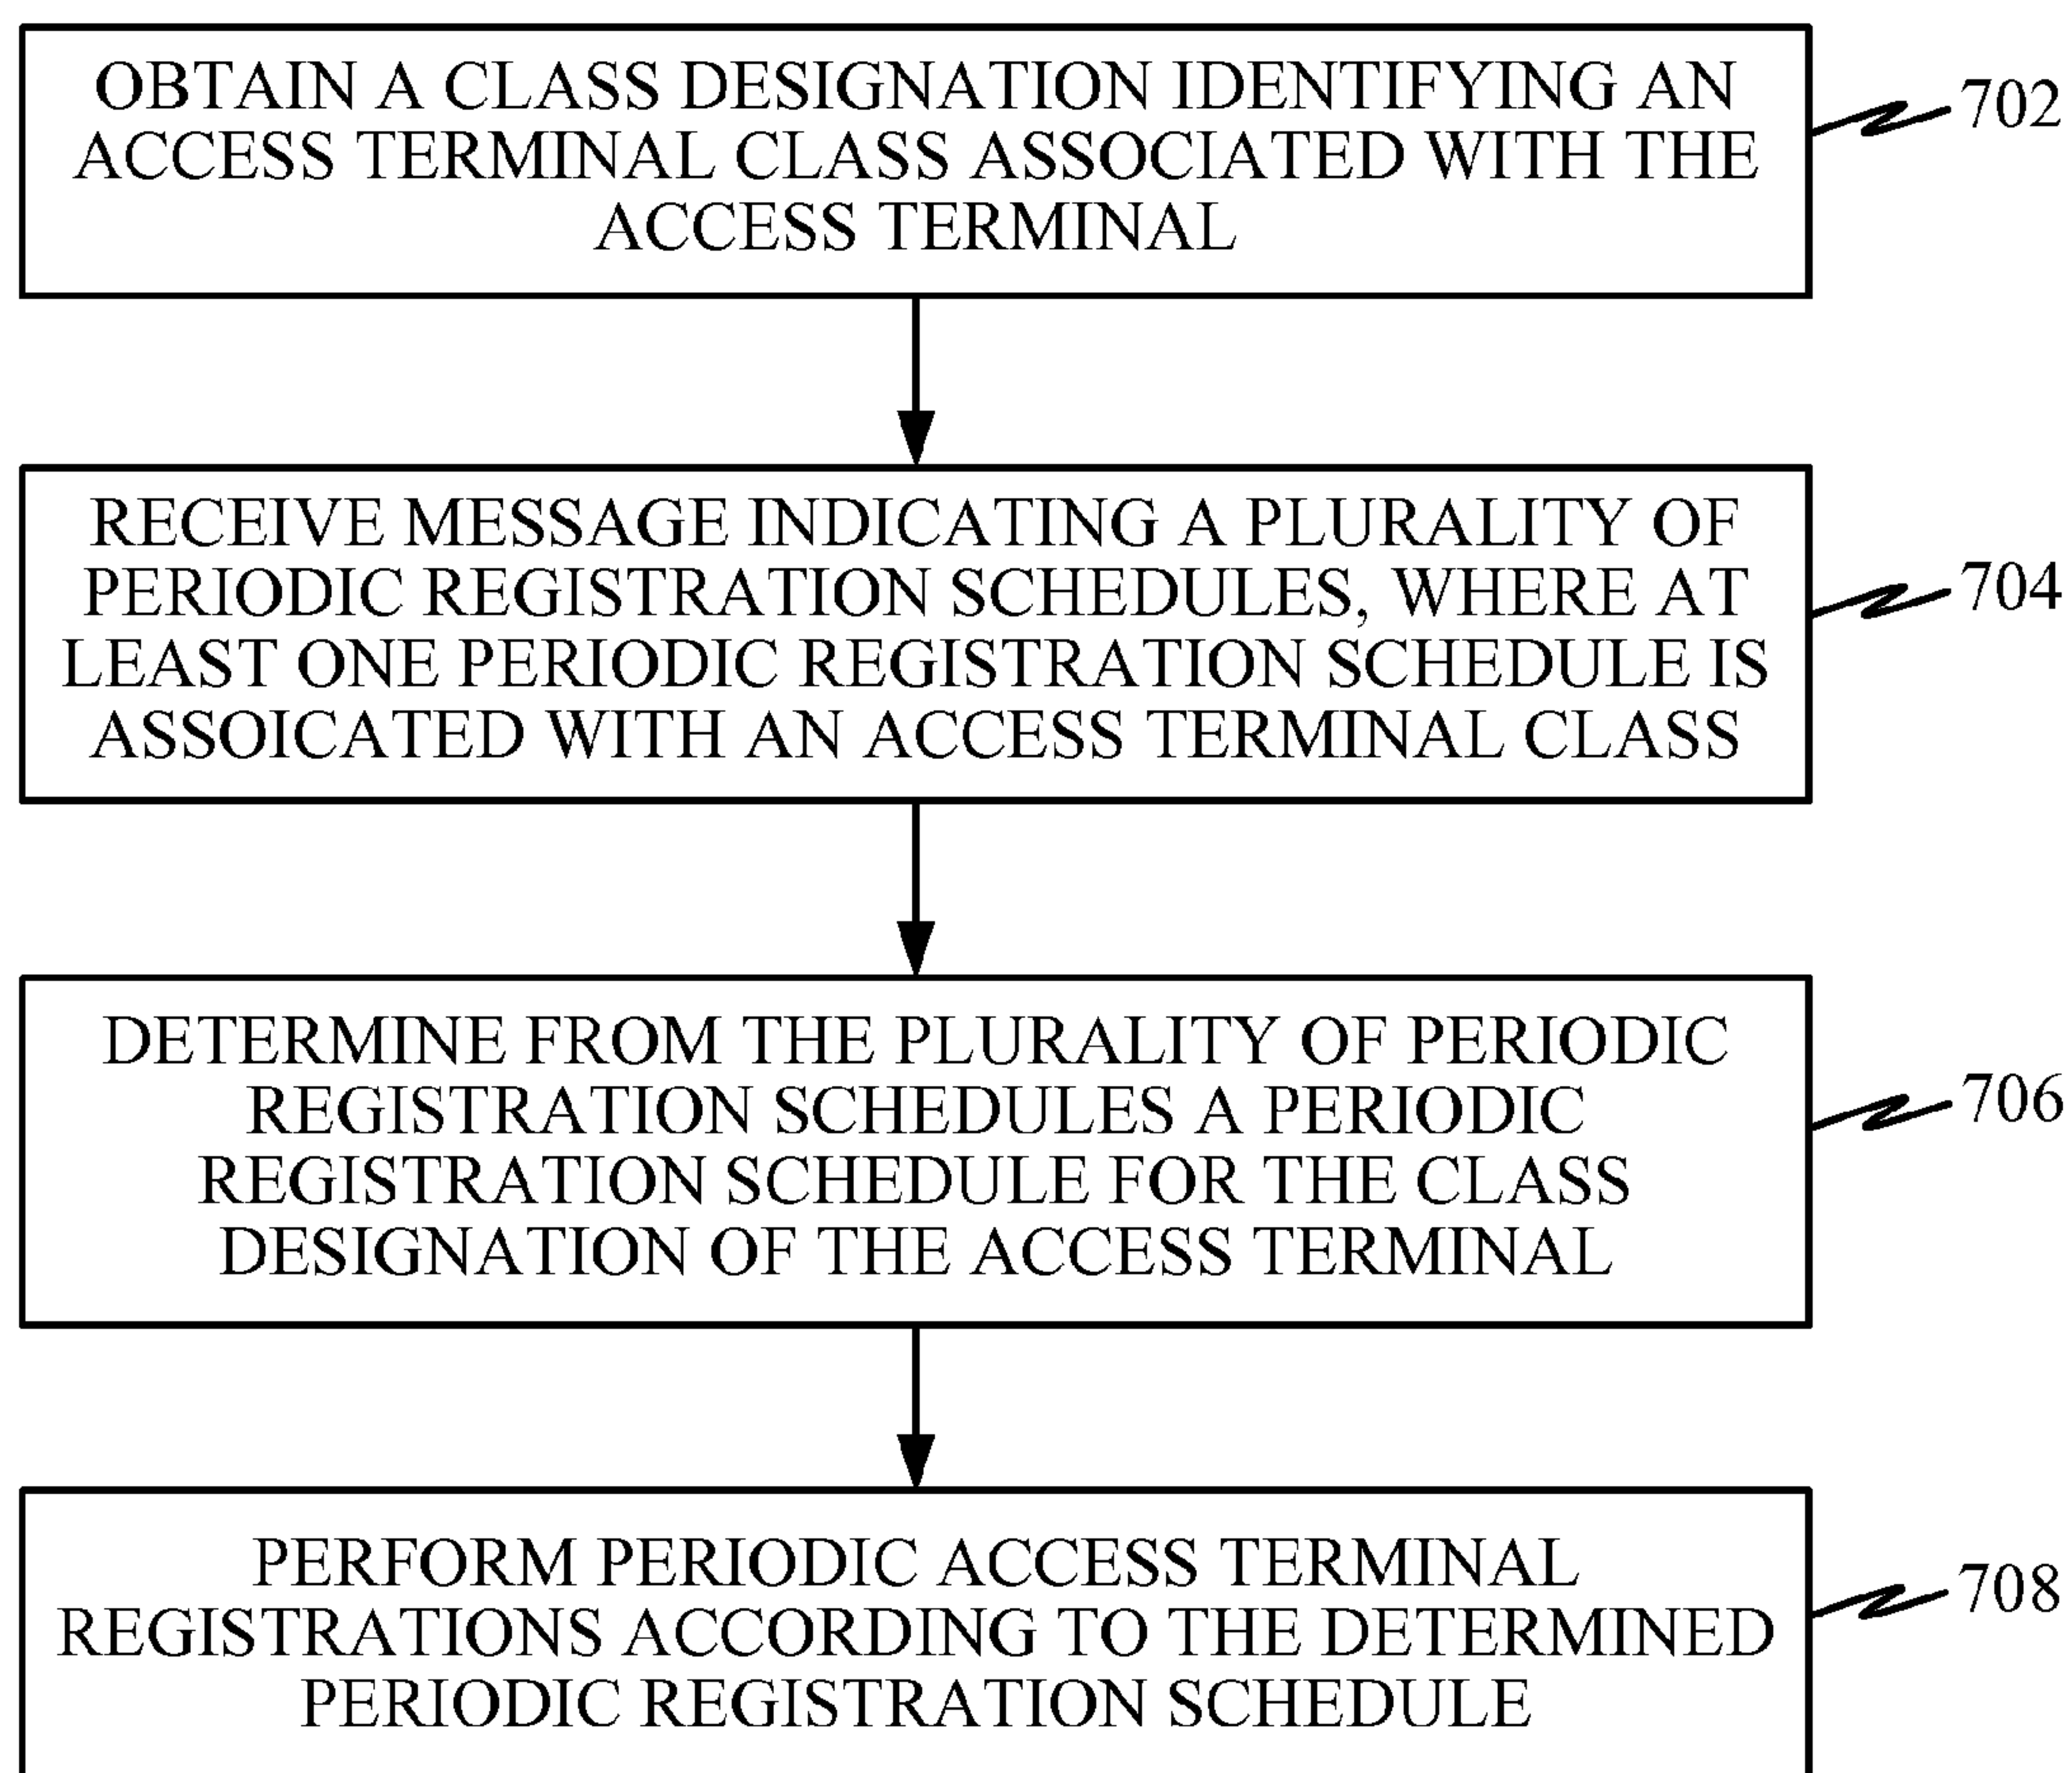 OBTAIN A CLASS DESIGNATION IDENTIFYING AN
ACCESS TERMINAL CLASS ASSOCIATED WITH THE
ACCESS TERMINAL
702
RECEIVE MESSAGE INDICATING A PLURALITY OF
PERIODIC REGISTRATION SCHEDULES, WHERE AT
LEAST ONE PERIODIC REGISTRATION SCHEDULE IS
ASSOICATED WITH AN ACCESS TERMINAL CLASS
704
DETERMINE FROM THE PLURALITY OF PERIODIC
REGISTRATION SCHEDULES A PERIODIC
REGISTRATION SCHEDULE FOR THE CLASS
DESIGNATION OF THE ACCESS TERMINAL
706
PERFORM PERIODIC ACCESS TERMINAL
REGISTRATIONS ACCORDING TO THE DETERMINED
PERIODIC REGISTRATION SCHEDULE
708